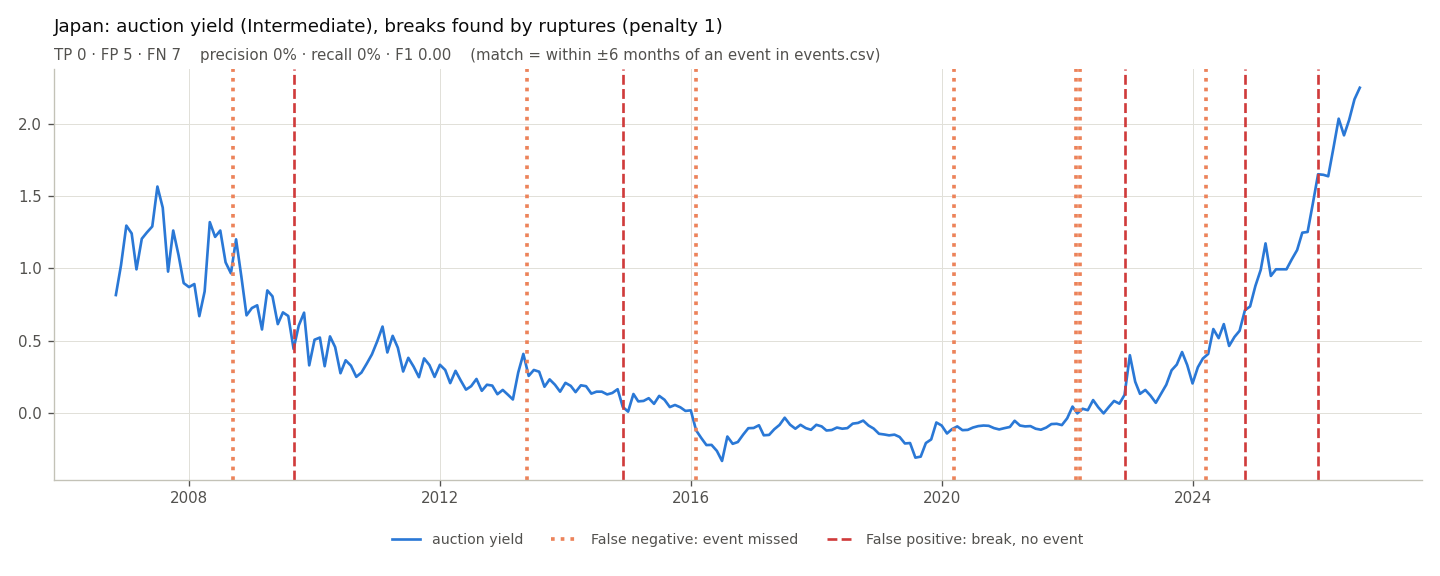 Japan: auction yield (Intermediate), breaks found by ruptures (penalty 1)
TP 0 · FP 5 · FN 7    precision 0% · recall 0% · F1 0.00    (match = within ±6 months of an event in events.csv)
2.0
1.5
1.0
0.5
0.0
2008 2012 2016 2020 2024
auction yield    False negative: event missed    False positive: break, no event